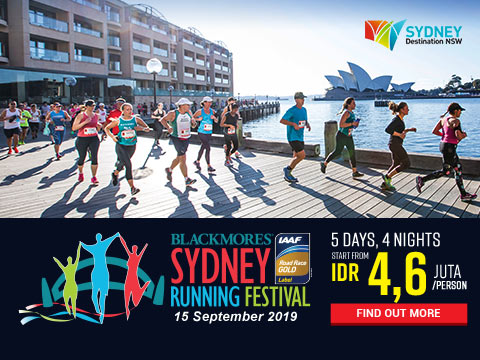 SYDNEY
Destination NSW
BLACKMORES
SYDNEY
RUNNING FESTIVAL
IAAF
Road Race
GOLD
Label
15 September 2019
5 DAYS, 4 NIGHTS
START FROM
IDR 4,6 JUTA
/PERSON
FIND OUT MORE